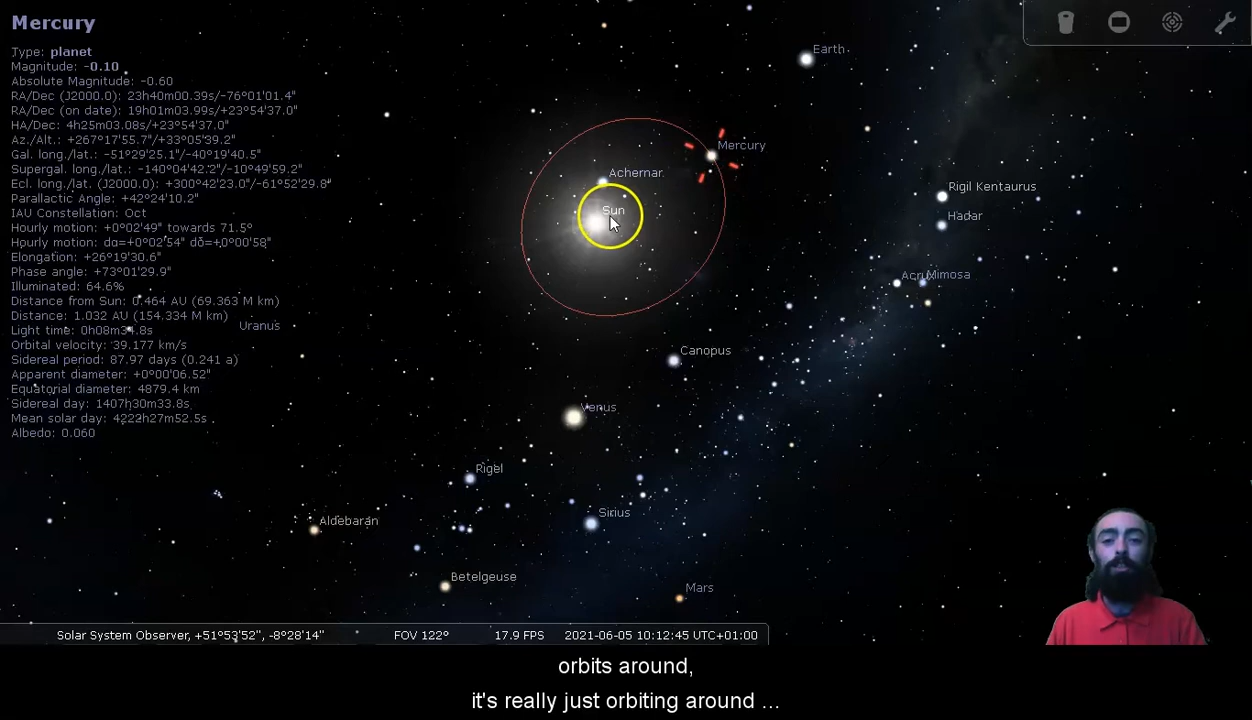 Mercury
Type: planet
Magnitude: -0.10
Absolute Magnitude: -0.60
RA/Dec (J2000.0): 23h40m00.39s/-76°01'01.4"
RA/Dec (on date): 19h01m03.99s/+23°54'37.0"
HA/Dec: 4h25m03.08s/+23°54'37.0"
Az./Alt.: +267°17'55.7"/+33°05'39.2"
Gal. long./lat.: -51°29'25.1"/-40°19'40.5"
Supergal. long./lat.: -140°04'42.2"/-10°49'59.2"
Ecl. long./lat. (J2000.0): +300°42'23.0"/-61°52'29.8"
Parallactic Angle: +42°24'10.2"
IAU Constellation: Oct
Hourly motion: +0°02'49" towards 71.5°
Hourly motion: dα=+0°02'54" dδ=+0°00'58"
Elongation: +26°19'30.6"
Phase angle: +73°01'29.9"
Illuminated: 64.6%
Distance from Sun: 0.464 AU (69.363 M km)
Distance: 1.032 AU (154.334 M km)
Light time: 0h08m34.8s
Orbital velocity: 39.177 km/s
Sidereal period: 87.97 days (0.241 a)
Apparent diameter: +0°00'06.52"
Equatorial diameter: 4879.4 km
Sidereal day: 1407h30m33.8s
Mean solar day: 4222h27m52.5s
Albedo: 0.060
Earth
Mercury
Achernar
Sun
Rigil Kentaurus
Hadar
Acrux
Mimosa
Uranus
Canopus
Venus
Rigel
Sirius
Aldebaran
Betelgeuse
Mars
Solar System Observer, +51°53'52", -8°28'14" FOV 122° 17.9 FPS 2021-06-05 10:12:45 UTC+01:00
orbits around,
it's really just orbiting around ...